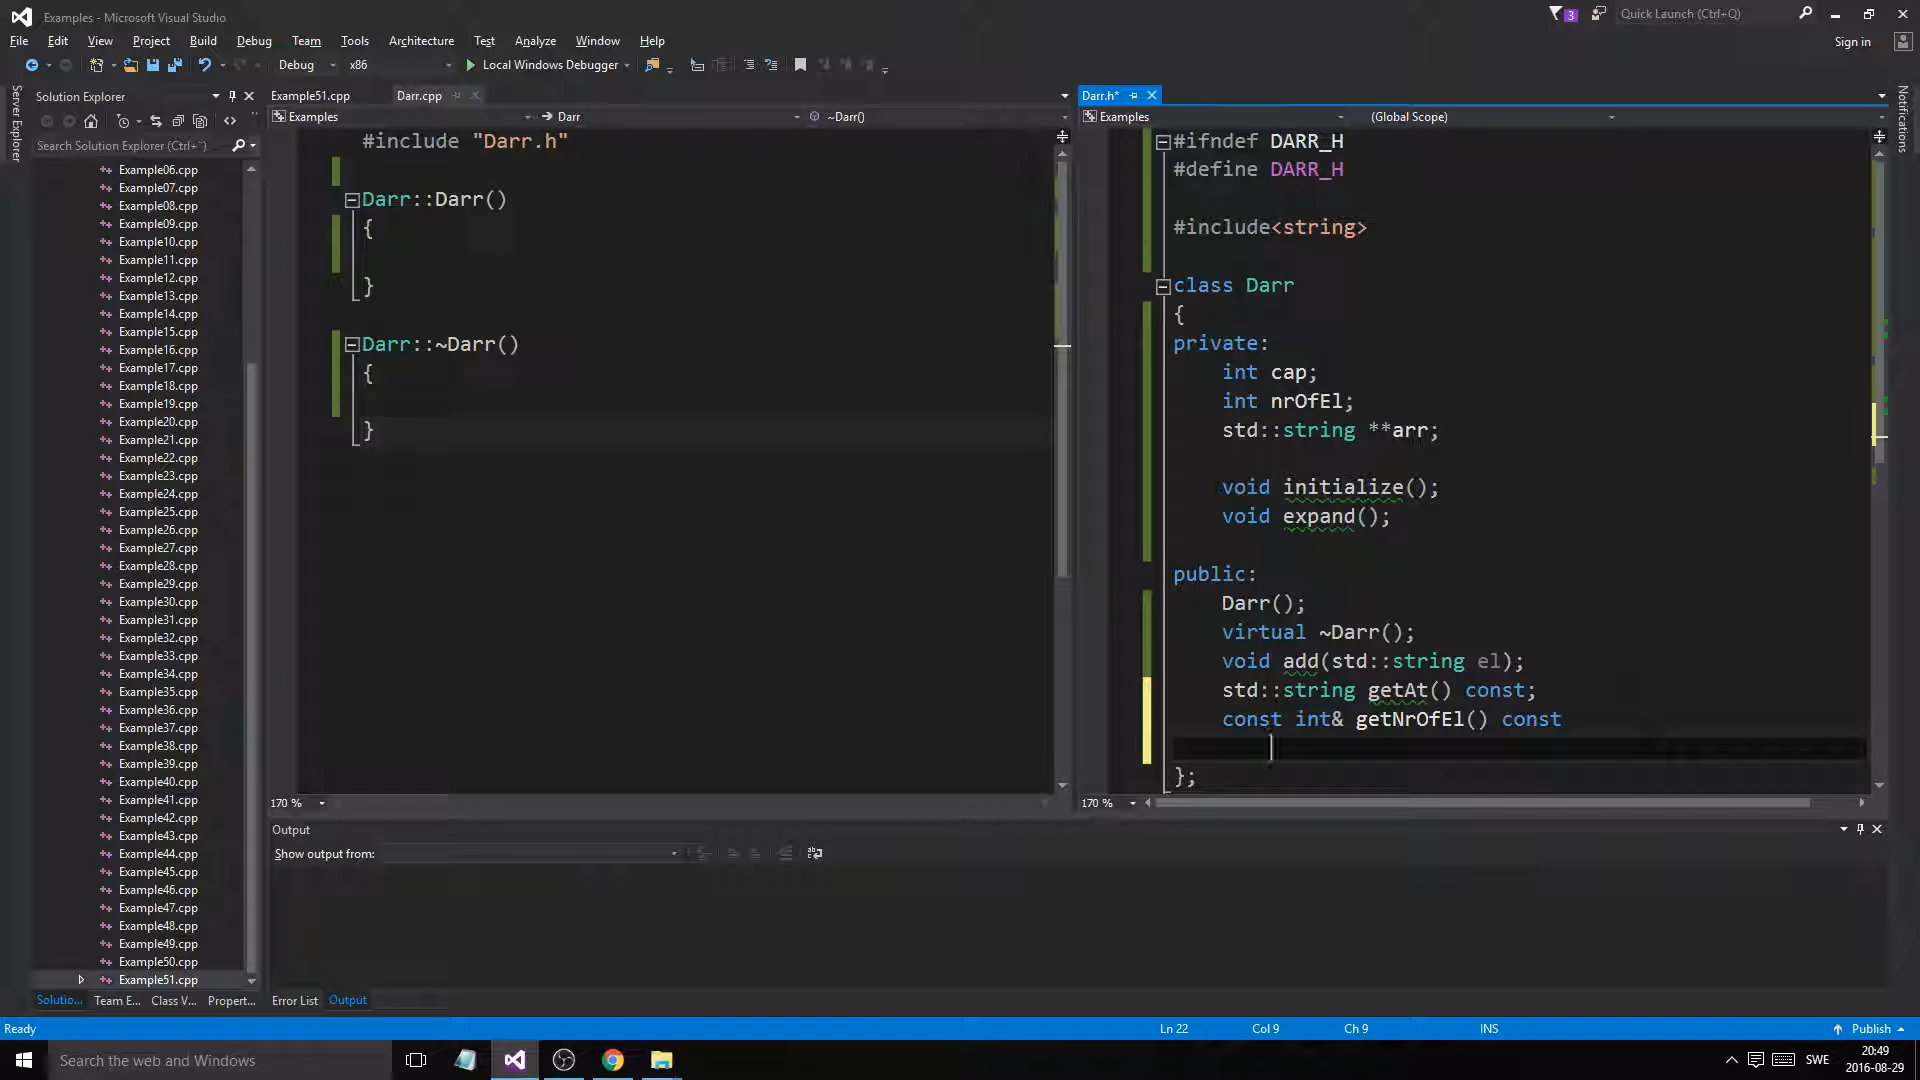 Examples - Microsoft Visual Studio
3
Quick Launch (Ctrl+Q)
File Edit View Project Build Debug Team Tools Architecture Test Analyze Window Help
Sign in
Debug x86 Local Windows Debugger
Server Explorer
Solution Explorer
Search Solution Explorer (Ctrl+¨)
Example06.cpp
Example07.cpp
Example08.cpp
Example09.cpp
Example10.cpp
Example11.cpp
Example12.cpp
Example13.cpp
Example14.cpp
Example15.cpp
Example16.cpp
Example17.cpp
Example18.cpp
Example19.cpp
Example20.cpp
Example21.cpp
Example22.cpp
Example23.cpp
Example24.cpp
Example25.cpp
Example26.cpp
Example27.cpp
Example28.cpp
Example29.cpp
Example30.cpp
Example31.cpp
Example32.cpp
Example33.cpp
Example34.cpp
Example35.cpp
Example36.cpp
Example37.cpp
Example38.cpp
Example39.cpp
Example40.cpp
Example41.cpp
Example42.cpp
Example43.cpp
Example44.cpp
Example45.cpp
Example46.cpp
Example47.cpp
Example48.cpp
Example49.cpp
Example50.cpp
Example51.cpp
Solutio... Team E... Class V... Propert...
Example51.cpp Darr.cpp
Examples Darr ~Darr()
#include "Darr.h"
Darr::Darr()
{
}
Darr::~Darr()
{
}
170 %
Darr.h*
Examples (Global Scope)
#ifndef DARR_H
#define DARR_H
#include<string>
class Darr
{
private:
int cap;
int nrOfEl;
std::string **arr;
void initialize();
void expand();
public:
Darr();
virtual ~Darr();
void add(std::string el);
std::string getAt() const;
const int& getNrOfEl() const
};
170 %
Notifications
Output
Show output from:
Error List Output
Ready Ln 22 Col 9 Ch 9 INS Publish
Search the web and Windows
SWE
20:49
2016-08-29